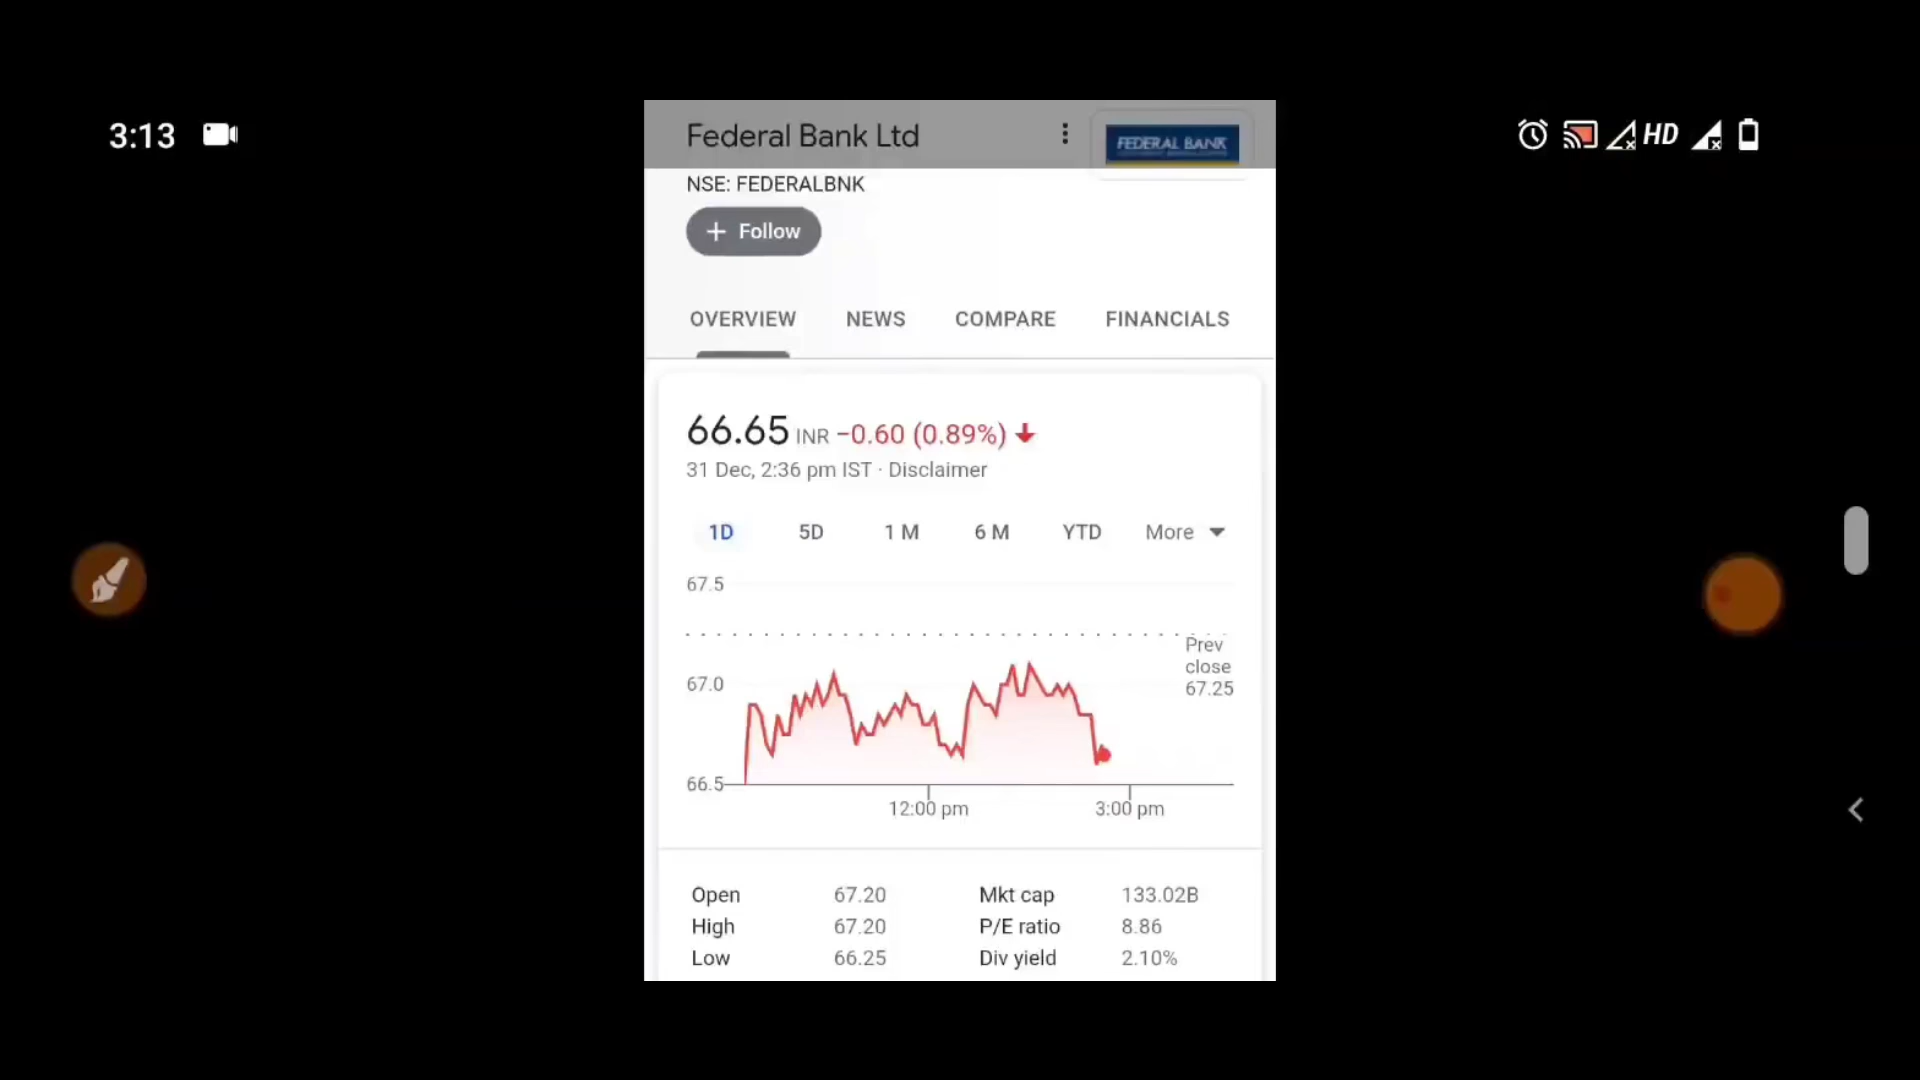 3:13
HD
Federal Bank Ltd
FEDERAL BANK
NSE: FEDERALBNK
+ Follow
OVERVIEW NEWS COMPARE FINANCIALS
66.65 INR −0.60 (0.89%)
31 Dec, 2:36 pm IST · Disclaimer
1D 5D 1 M 6 M YTD More
67.5
Prev
close
67.25
67.0
66.5
12:00 pm 3:00 pm
Open 67.20 Mkt cap 133.02B
High 67.20 P/E ratio 8.86
Low 66.25 Div yield 2.10%